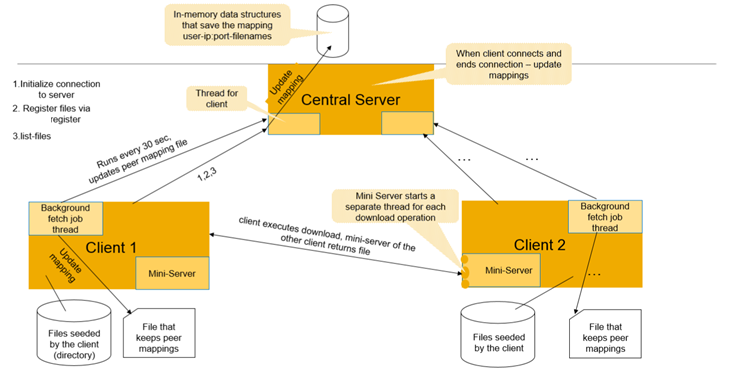 In-memory data structures
that save the mapping
user-ip:port-filenames
When client connects and
ends connection – update
mappings
1.Initialize connection
to server
2. Register files via
register
3.list-files
Update
mapping
Thread for
client
Central Server
Runs every 30 sec,
updates peer mapping file
1,2,3
...
...
Mini Server starts a
separate thread for each
download operation
Background
fetch job
thread
Client 1
Update
mapping
Mini-Server
client executes download, mini-server of the
other client returns file
Background
fetch job
thread
Client 2
Mini-Server
...
Files seeded
by the client
(directory)
File that
keeps peer
mappings
Files seeded
by the client
File that
keeps peer
mappings